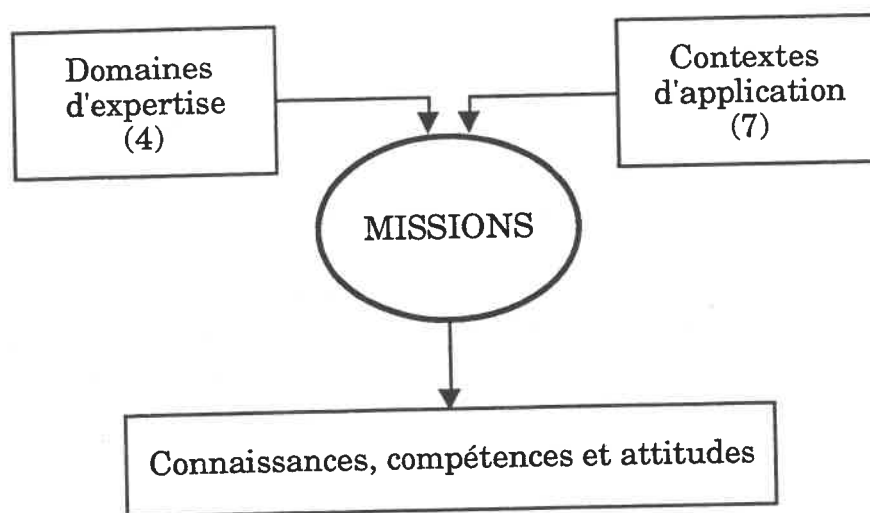 Domaines
d'expertise
(4)
Contextes
d'application
(7)
MISSIONS
Connaissances, compétences et attitudes